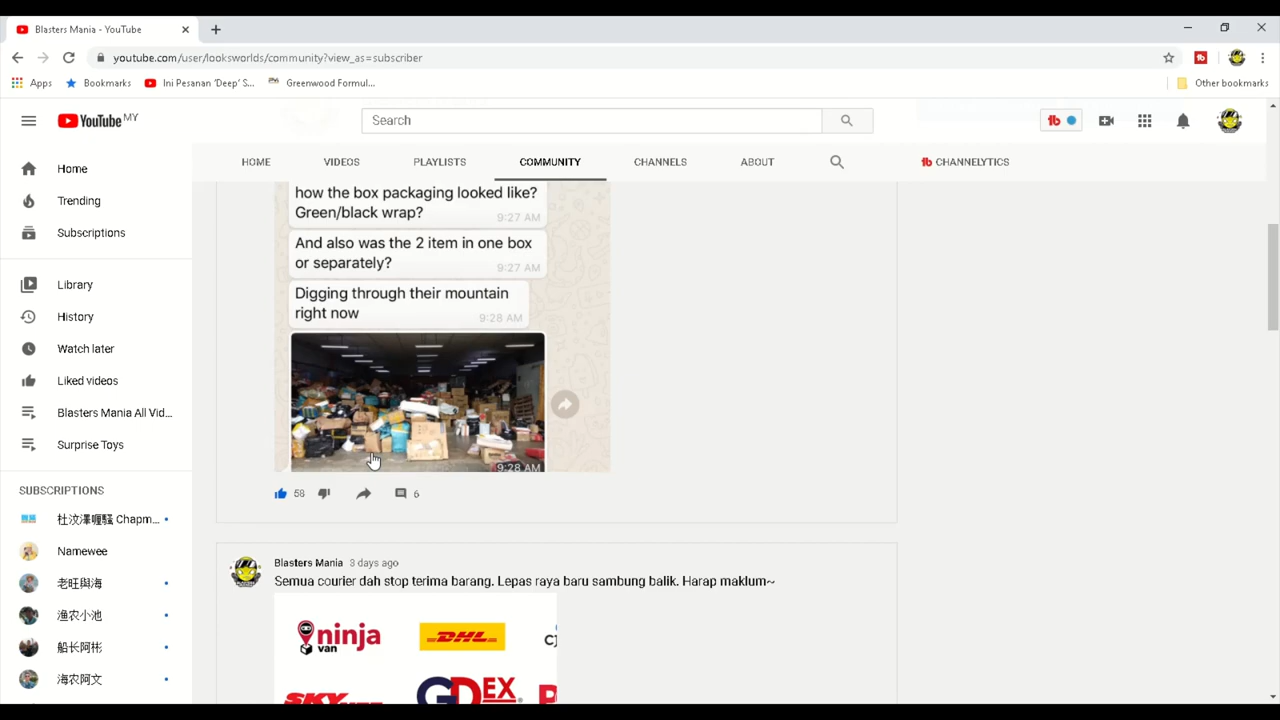 Blasters Mania - YouTube
youtube.com/user/looksworlds/community?view_as=subscriber
Apps
Bookmarks
Ini Pesanan 'Deep' S...
Greenwood Formul...
Other bookmarks
YouTube MY
Search
HOME
VIDEOS
PLAYLISTS
COMMUNITY
CHANNELS
ABOUT
CHANNELYTICS
Home
Trending
Subscriptions
Library
History
Watch later
Liked videos
Blasters Mania All Vid...
Surprise Toys
SUBSCRIPTIONS
杜汶澤喱騷 Chapm...
Namewee
老旺與海
渔农小池
船长阿彬
海农阿文
how the box packaging looked like?
Green/black wrap?
9:27 AM
And also was the 2 item in one box
or separately?
9:27 AM
Digging through their mountain
right now
9:28 AM
9:28 AM
58
6
Blasters Mania 3 days ago
Semua courier dah stop terima barang. Lepas raya baru sambung balik. Harap maklum~
ninja
van
DHL
GDEX